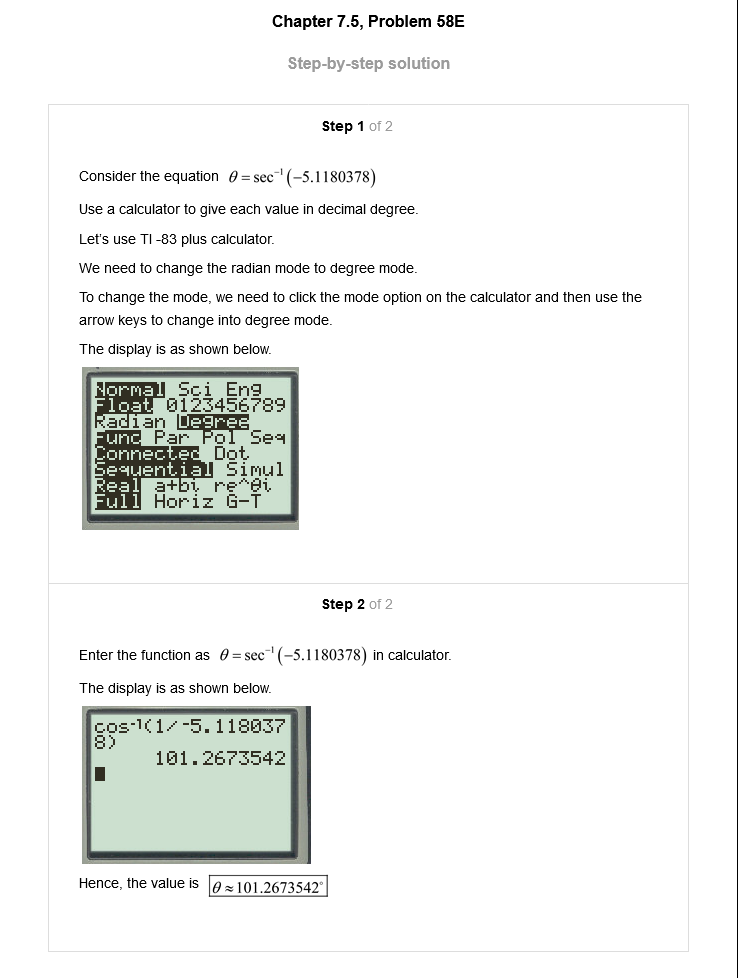 Chapter 7.5, Problem 58E
Step-by-step solution
Step 1 of 2
Consider the equation θ = sec⁻¹(−5.1180378)
Use a calculator to give each value in decimal degree.
Let's use TI -83 plus calculator.
We need to change the radian mode to degree mode.
To change the mode, we need to click the mode option on the calculator and then use the
arrow keys to change into degree mode.
The display is as shown below.
Normal Sci Eng
Float 0123456789
Radian Degree
Func Par Pol Seq
Connected Dot
Sequential Simul
Real a+bi re^θi
Full Horiz G-T
Step 2 of 2
Enter the function as θ = sec⁻¹(−5.1180378) in calculator.
The display is as shown below.
cos⁻¹(1/-5.118037
8)
101.2673542
Hence, the value is θ ≈ 101.2673542°